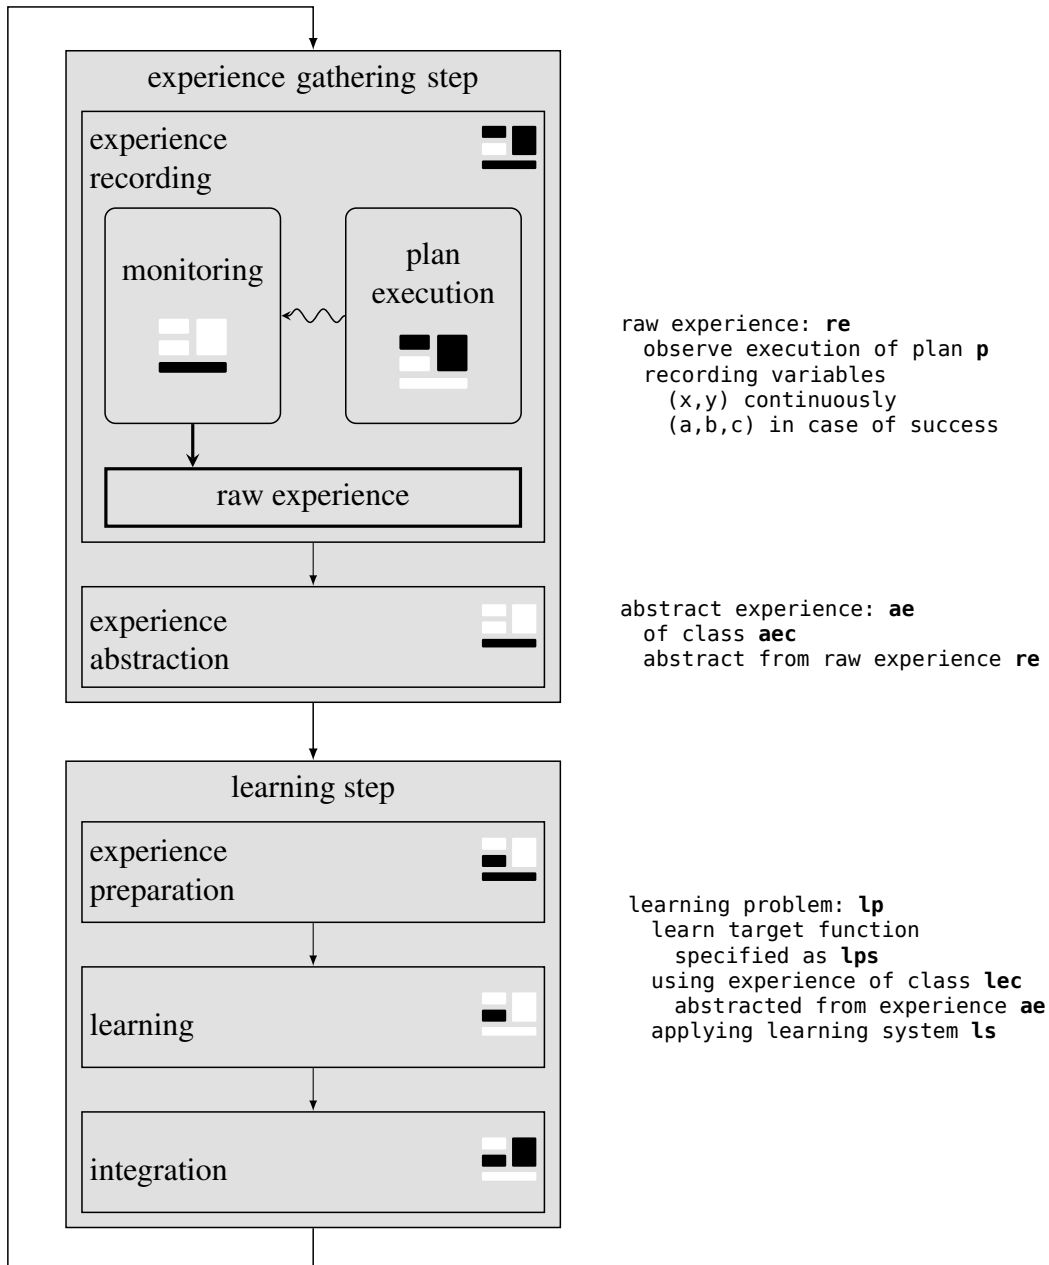 experience gathering step
experience
recording
monitoring
plan
execution
raw experience
raw experience: re
observe execution of plan p
recording variables
(x,y) continuously
(a,b,c) in case of success
experience
abstraction
abstract experience: ae
of class aec
abstract from raw experience re
learning step
experience
preparation
learning
integration
learning problem: lp
learn target function
specified as lps
using experience of class lec
abstracted from experience ae
applying learning system ls